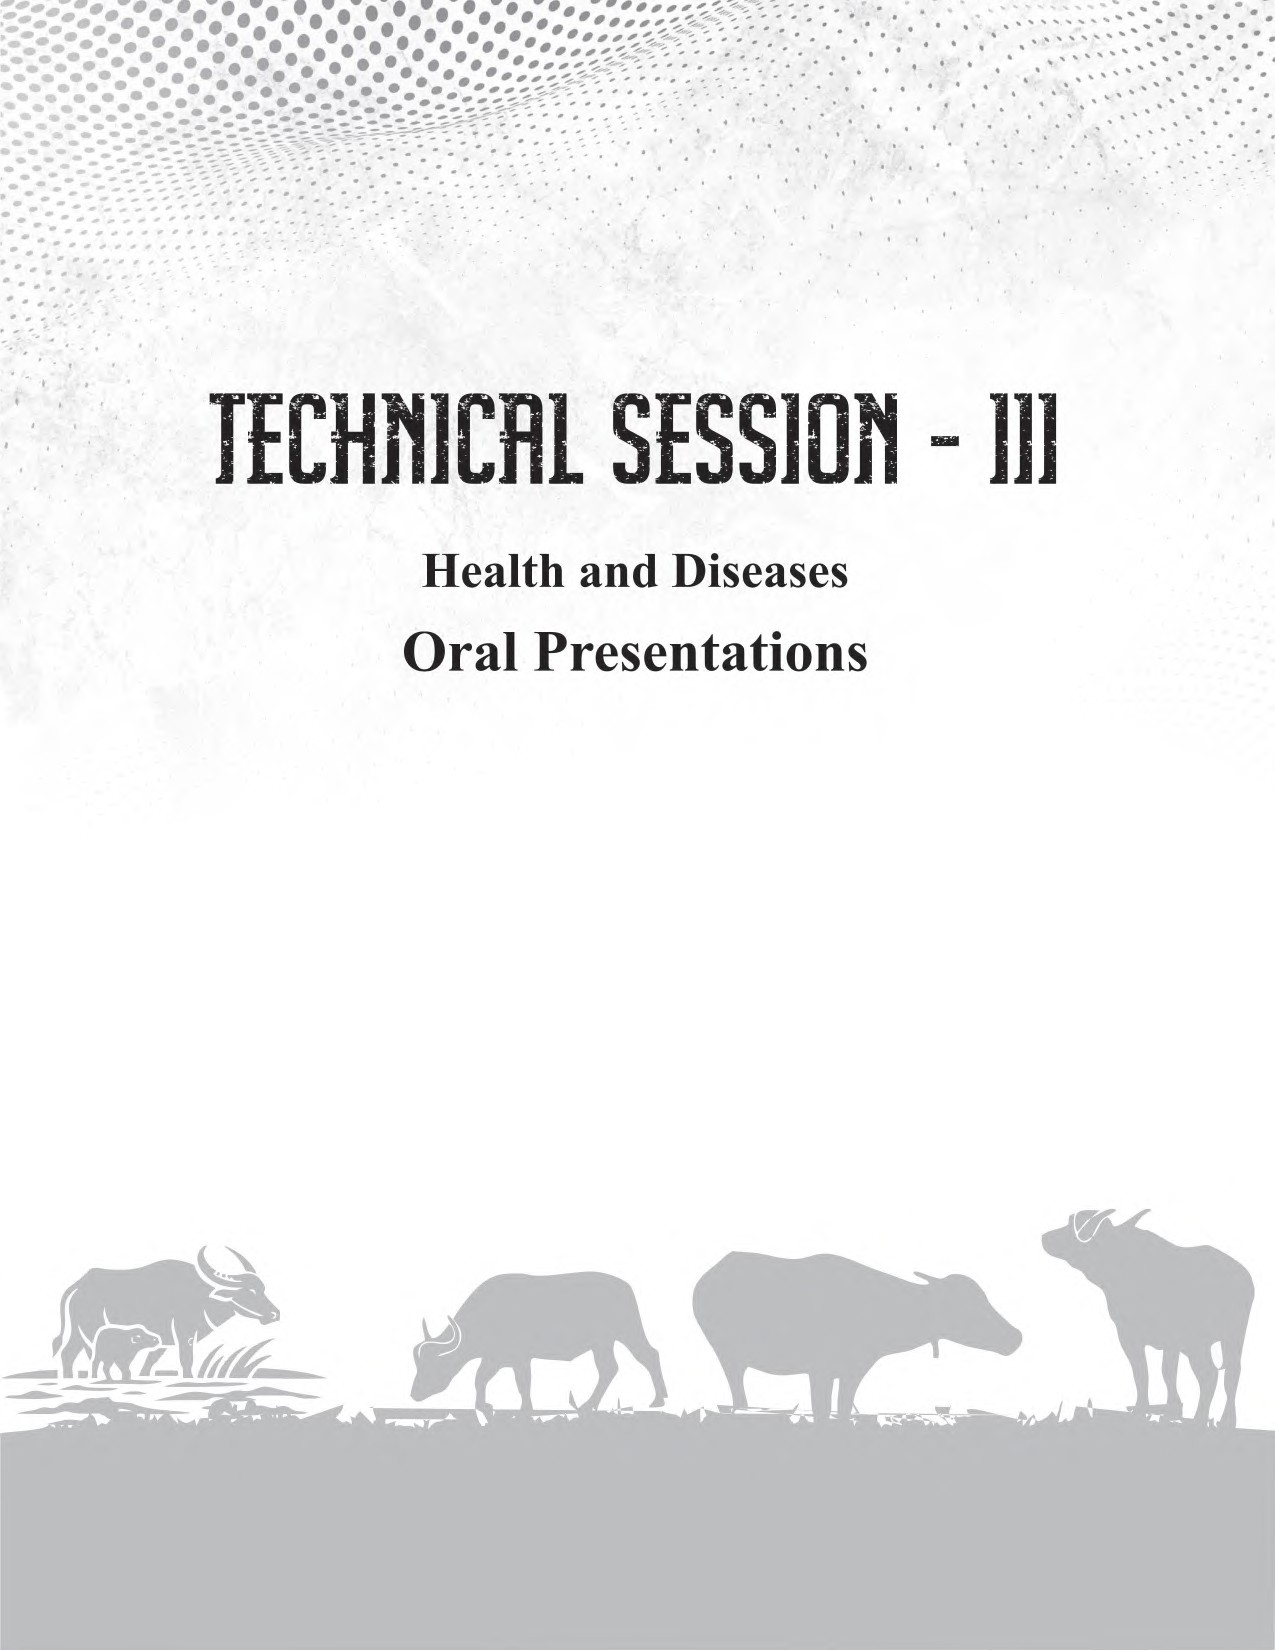 TECHNICAL SESSION - III
Health and Diseases
Oral Presentations